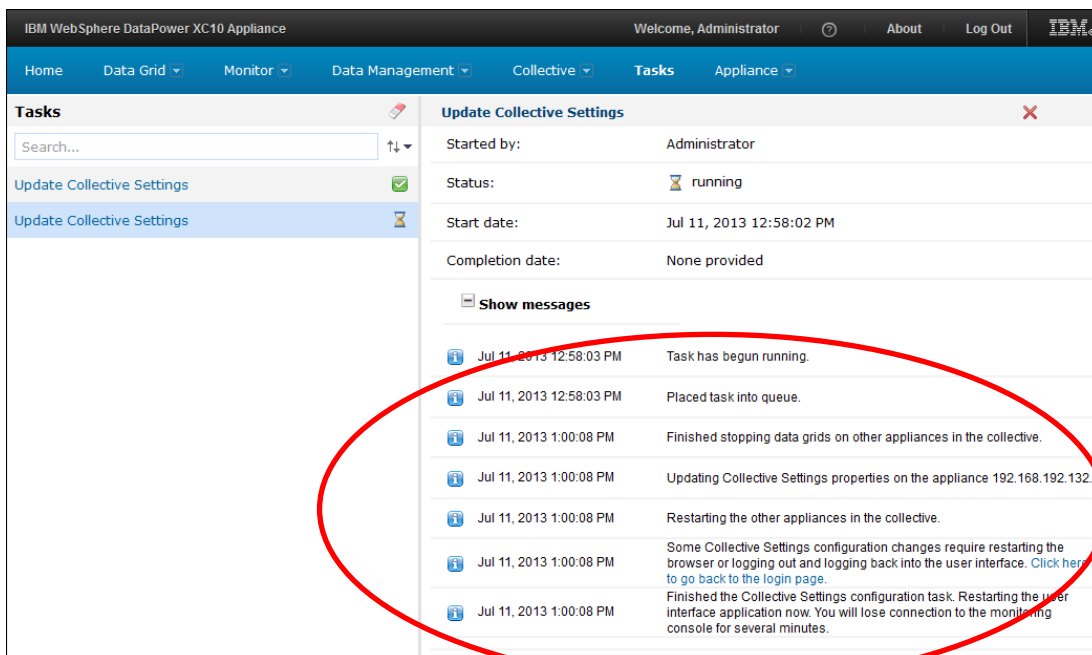 IBM WebSphere DataPower XC10 Appliance Welcome, Administrator ? About Log Out IBM.
Home Data Grid Monitor Data Management Collective Tasks Appliance
Tasks
Search...
Update Collective Settings
Update Collective Settings
Update Collective Settings
Started by: Administrator
Status: running
Start date: Jul 11, 2013 12:58:02 PM
Completion date: None provided
Show messages
Jul 11, 2013 12:58:03 PM Task has begun running.
Jul 11, 2013 12:58:03 PM Placed task into queue.
Jul 11, 2013 1:00:08 PM Finished stopping data grids on other appliances in the collective.
Jul 11, 2013 1:00:08 PM Updating Collective Settings properties on the appliance 192.168.192.132.
Jul 11, 2013 1:00:08 PM Restarting the other appliances in the collective.
Jul 11, 2013 1:00:08 PM Some Collective Settings configuration changes require restarting the
browser or logging out and logging back into the user interface. Click here
to go back to the login page.
Jul 11, 2013 1:00:08 PM Finished the Collective Settings configuration task. Restarting the user
interface application now. You will lose connection to the monitoring
console for several minutes.